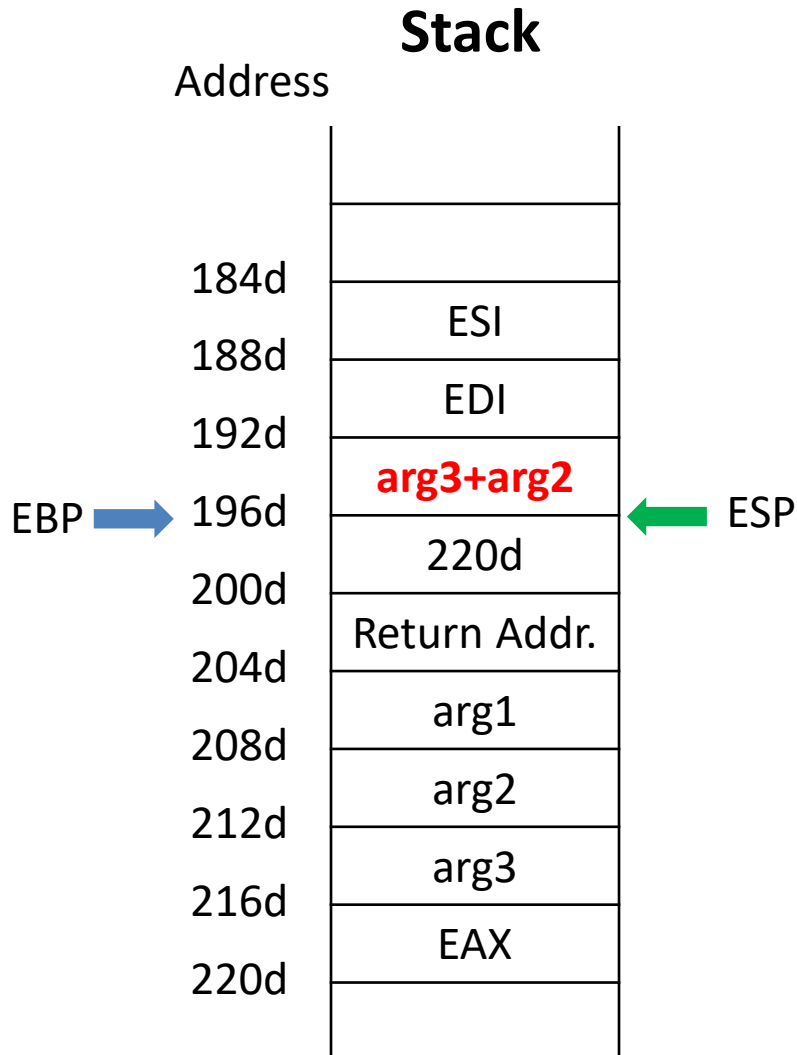 Stack
Address
184d
ESI
188d
EDI
192d
arg3+arg2
EBP 196d ESP
220d
200d
Return Addr.
204d
arg1
208d
arg2
212d
arg3
216d
EAX
220d